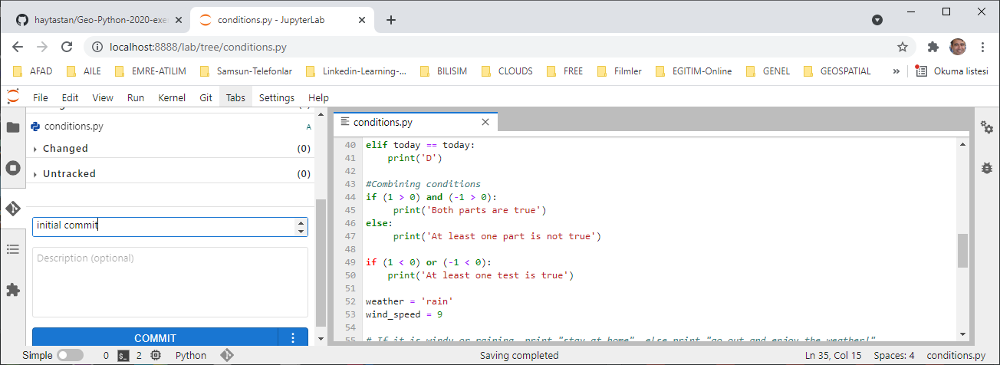 haytastan/Geo-Python-2020-exe
conditions.py - JupyterLab
localhost:8888/lab/tree/conditions.py
AFAD AILE EMRE-ATILIM Samsun-Telefonlar Linkedin-Learning-... BILISIM CLOUDS FREE Filmler EGITIM-Online GENEL GEOSPATIAL » Okuma listesi
File Edit View Run Kernel Git Tabs Settings Help
conditions.py A
Changed (0)
Untracked (0)
initial commit
Description (optional)
COMMIT
conditions.py
40 elif today == today:
41     print('D')
42
43 #Combining conditions
44 if (1 > 0) and (-1 > 0):
45      print('Both parts are true')
46 else:
47      print('At least one part is not true')
48
49 if (1 < 0) or (-1 < 0):
50     print('At least one test is true')
51
52 weather = 'rain'
53 wind_speed = 9
54
55 # If it is windy or raining, print "stay at home", else print "go out and enjoy the weather!"
Simple 0 $_ 2 Python Saving completed Ln 35, Col 15 Spaces: 4 conditions.py